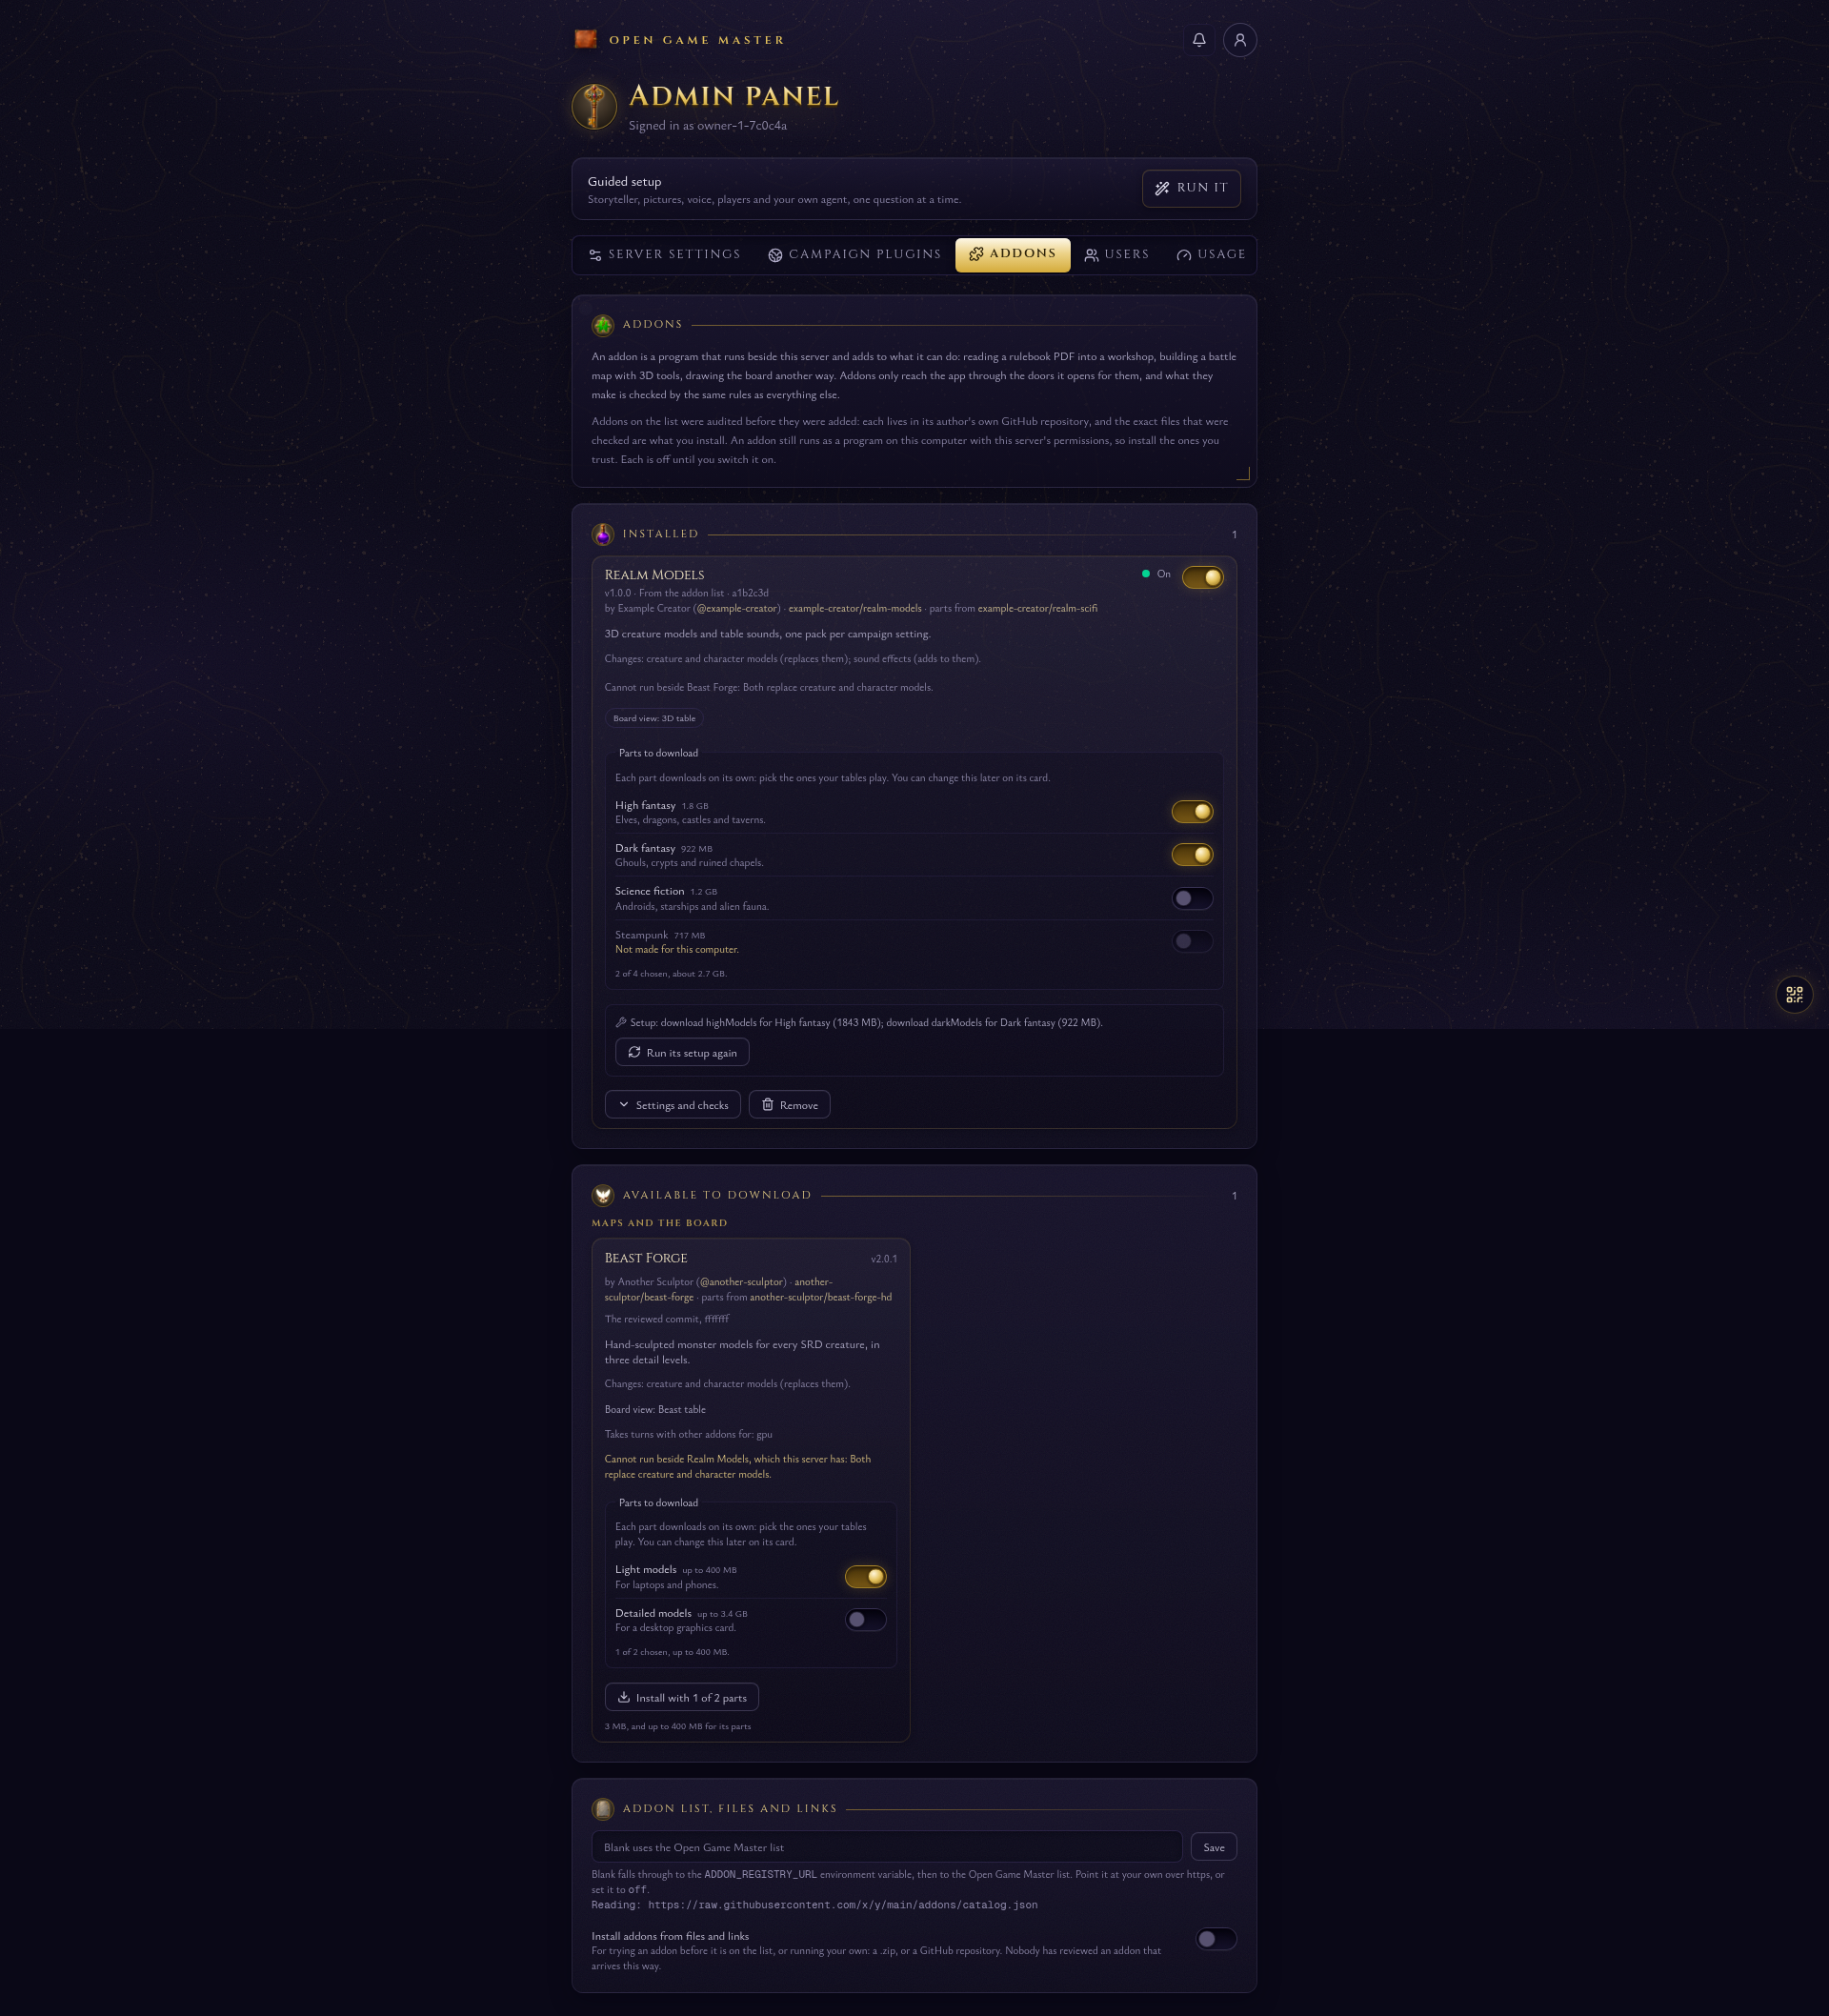 OPEN GAME MASTER
ADMIN PANEL
Signed in as owner-1-7c0c4a
Guided setup
Storyteller, pictures, voice, players and your own agent, one question at a time.
RUN IT
SERVER SETTINGS
CAMPAIGN PLUGINS
ADDONS
USERS
USAGE
ADDONS
An addon is a program that runs beside this server and adds to what it can do: reading a rulebook PDF into a workshop, building a battle
map with 3D tools, drawing the board another way. Addons only reach the app through the doors it opens for them, and what they
make is checked by the same rules as everything else.
Addons on the list were audited before they were added: each lives in its author's own GitHub repository, and the exact files that were
checked are what you install. An addon still runs as a program on this computer with this server's permissions, so install the ones you
trust. Each is off until you switch it on.
INSTALLED
1
REALM MODELS
On
v1.0.0 · From the addon list · a1b2c3d
by Example Creator (@example-creator) · example-creator/realm-models · parts from example-creator/realm-scifi
3D creature models and table sounds, one pack per campaign setting.
Changes: creature and character models (replaces them); sound effects (adds to them).
Cannot run beside Beast Forge: Both replace creature and character models.
Board view: 3D table
Parts to download
Each part downloads on its own: pick the ones your tables play. You can change this later on its card.
High fantasy 1.8 GB
Elves, dragons, castles and taverns.
Dark fantasy 922 MB
Ghouls, crypts and ruined chapels.
Science fiction 1.2 GB
Androids, starships and alien fauna.
Steampunk 717 MB
Not made for this computer.
2 of 4 chosen, about 2.7 GB.
Setup: download highModels for High fantasy (1843 MB); download darkModels for Dark fantasy (922 MB).
Run its setup again
Settings and checks
Remove
AVAILABLE TO DOWNLOAD
1
MAPS AND THE BOARD
BEAST FORGE
v2.0.1
by Another Sculptor (@another-sculptor) · another-
sculptor/beast-forge · parts from another-sculptor/beast-forge-hd
The reviewed commit, fffffff
Hand-sculpted monster models for every SRD creature, in
three detail levels.
Changes: creature and character models (replaces them).
Board view: Beast table
Takes turns with other addons for: gpu
Cannot run beside Realm Models, which this server has: Both
replace creature and character models.
Parts to download
Each part downloads on its own: pick the ones your tables
play. You can change this later on its card.
Light models up to 400 MB
For laptops and phones.
Detailed models up to 3.4 GB
For a desktop graphics card.
1 of 2 chosen, up to 400 MB.
Install with 1 of 2 parts
3 MB, and up to 400 MB for its parts
ADDON LIST, FILES AND LINKS
Blank uses the Open Game Master list
Save
Blank falls through to the ADDON_REGISTRY_URL environment variable, then to the Open Game Master list. Point it at your own over https, or
set it to off.
Reading: https://raw.githubusercontent.com/x/y/main/addons/catalog.json
Install addons from files and links
For trying an addon before it is on the list, or running your own: a .zip, or a GitHub repository. Nobody has reviewed an addon that
arrives this way.